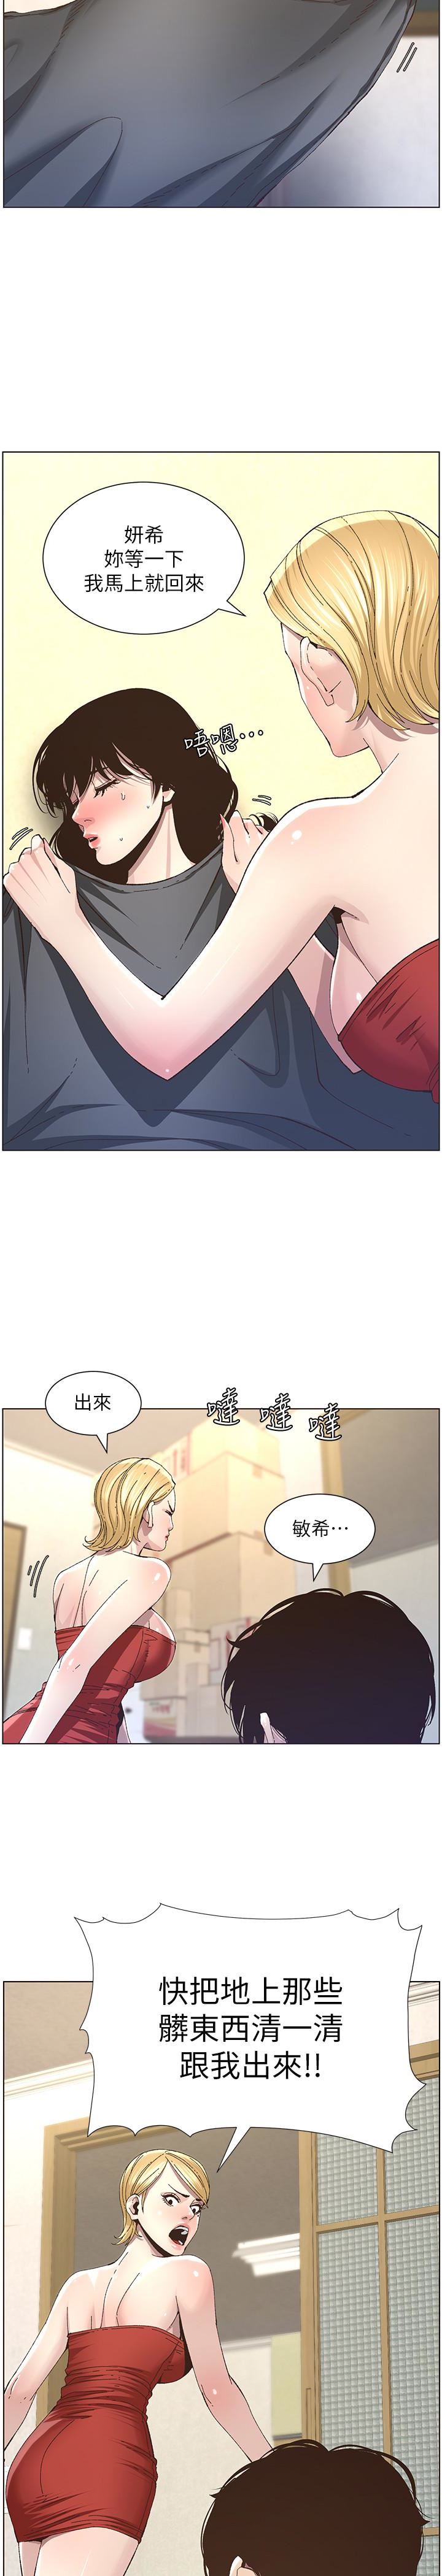 妍希
妳等一下
我馬上就回來
唔嗯…
出來
噠 噠 噠
敏希…
快把地上那些
髒東西清一清
跟我出來!!